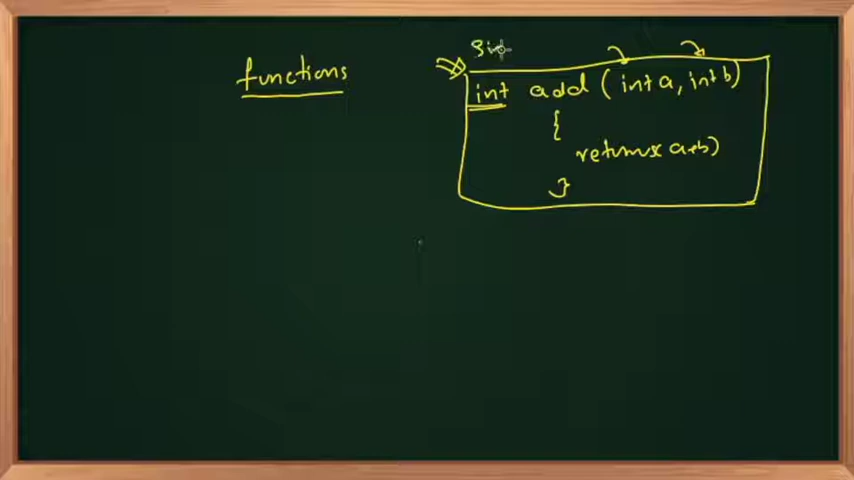 functions
int add (int a, int b)
{
return (a+b)
}